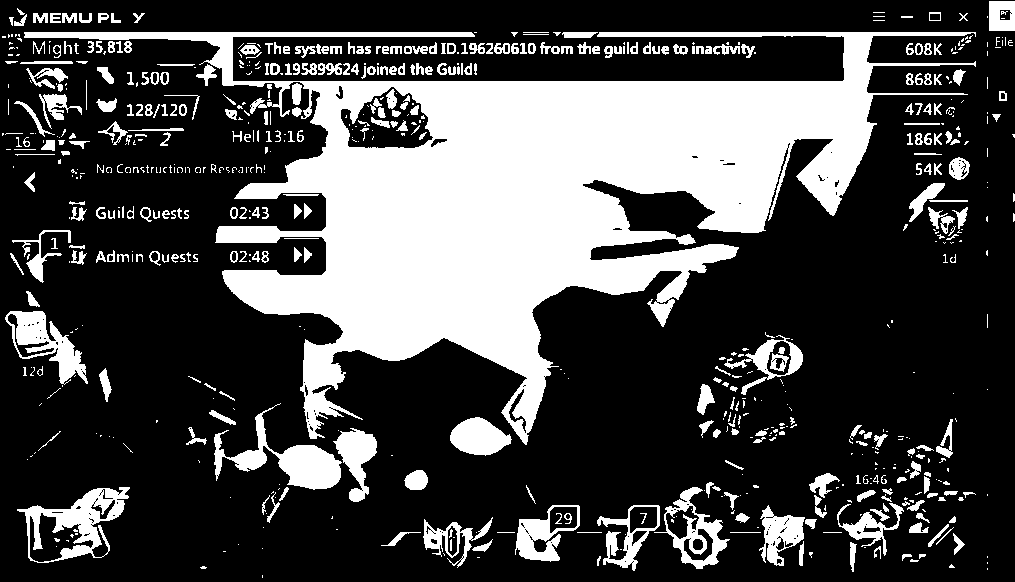 MEMU PL Y
Might 35,818
The system has removed ID.196260610 from the guild due to inactivity.
ID.195899624 joined the Guild!
608K
File
1,500
868K
128/120
474K
Hell 13:16
2
16
186K
No Construction or Research!
54K
Guild Quests 02:43
1
Admin Quests 02:48
1d
12d
16:46
29
7